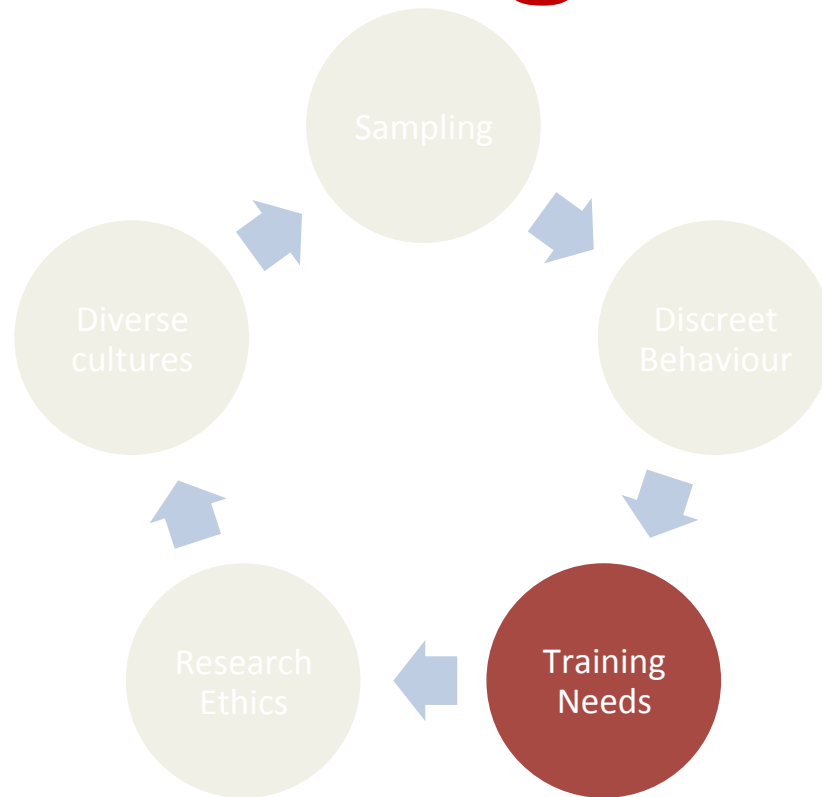 Sampling
Discreet
Behaviour
Training
Needs
Research
Ethics
Diverse
cultures